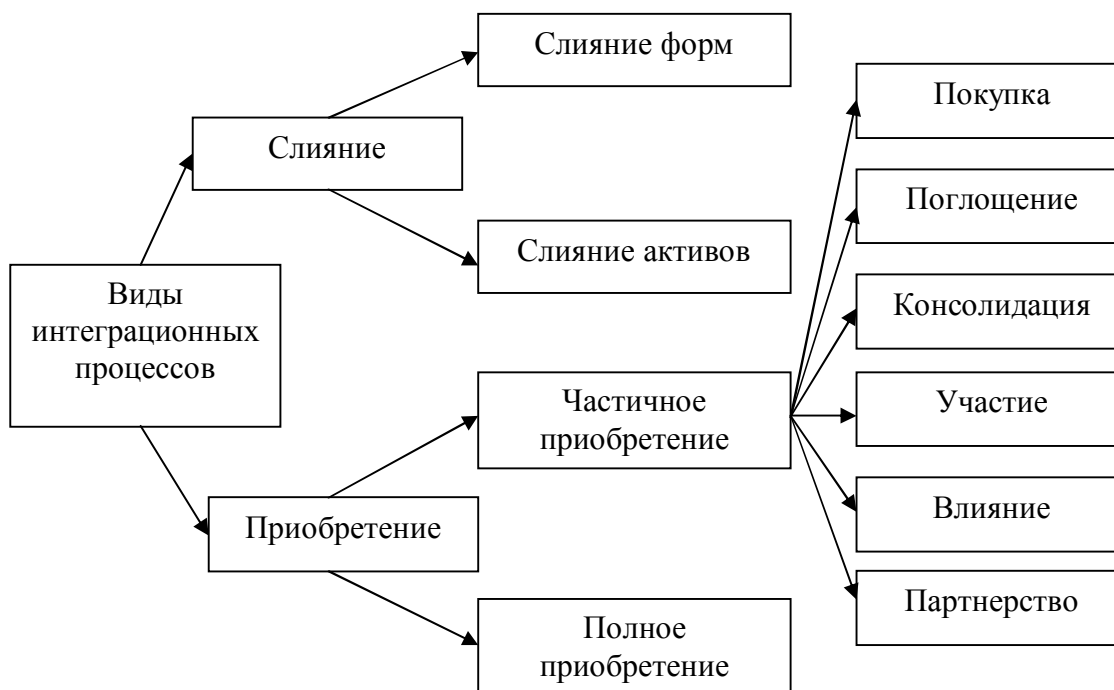 Виды
интеграционных
процессов
Слияние
Приобретение
Слияние форм
Слияние активов
Частичное
приобретение
Полное
приобретение
Покупка
Поглощение
Консолидация
Участие
Влияние
Партнерство